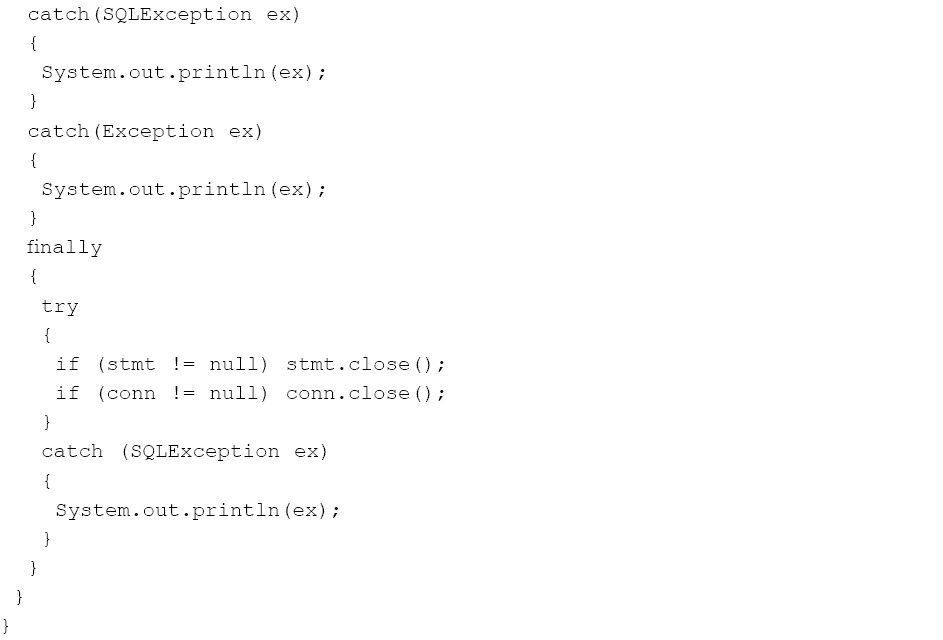 catch(SQLException ex)
{
System.out.println(ex);
}
catch(Exception ex)
{
System.out.println(ex);
}
finally
{
try
{
if (stmt != null) stmt.close();
if (conn != null) conn.close();
}
catch (SQLException ex)
{
System.out.println(ex);
}
}
}
}